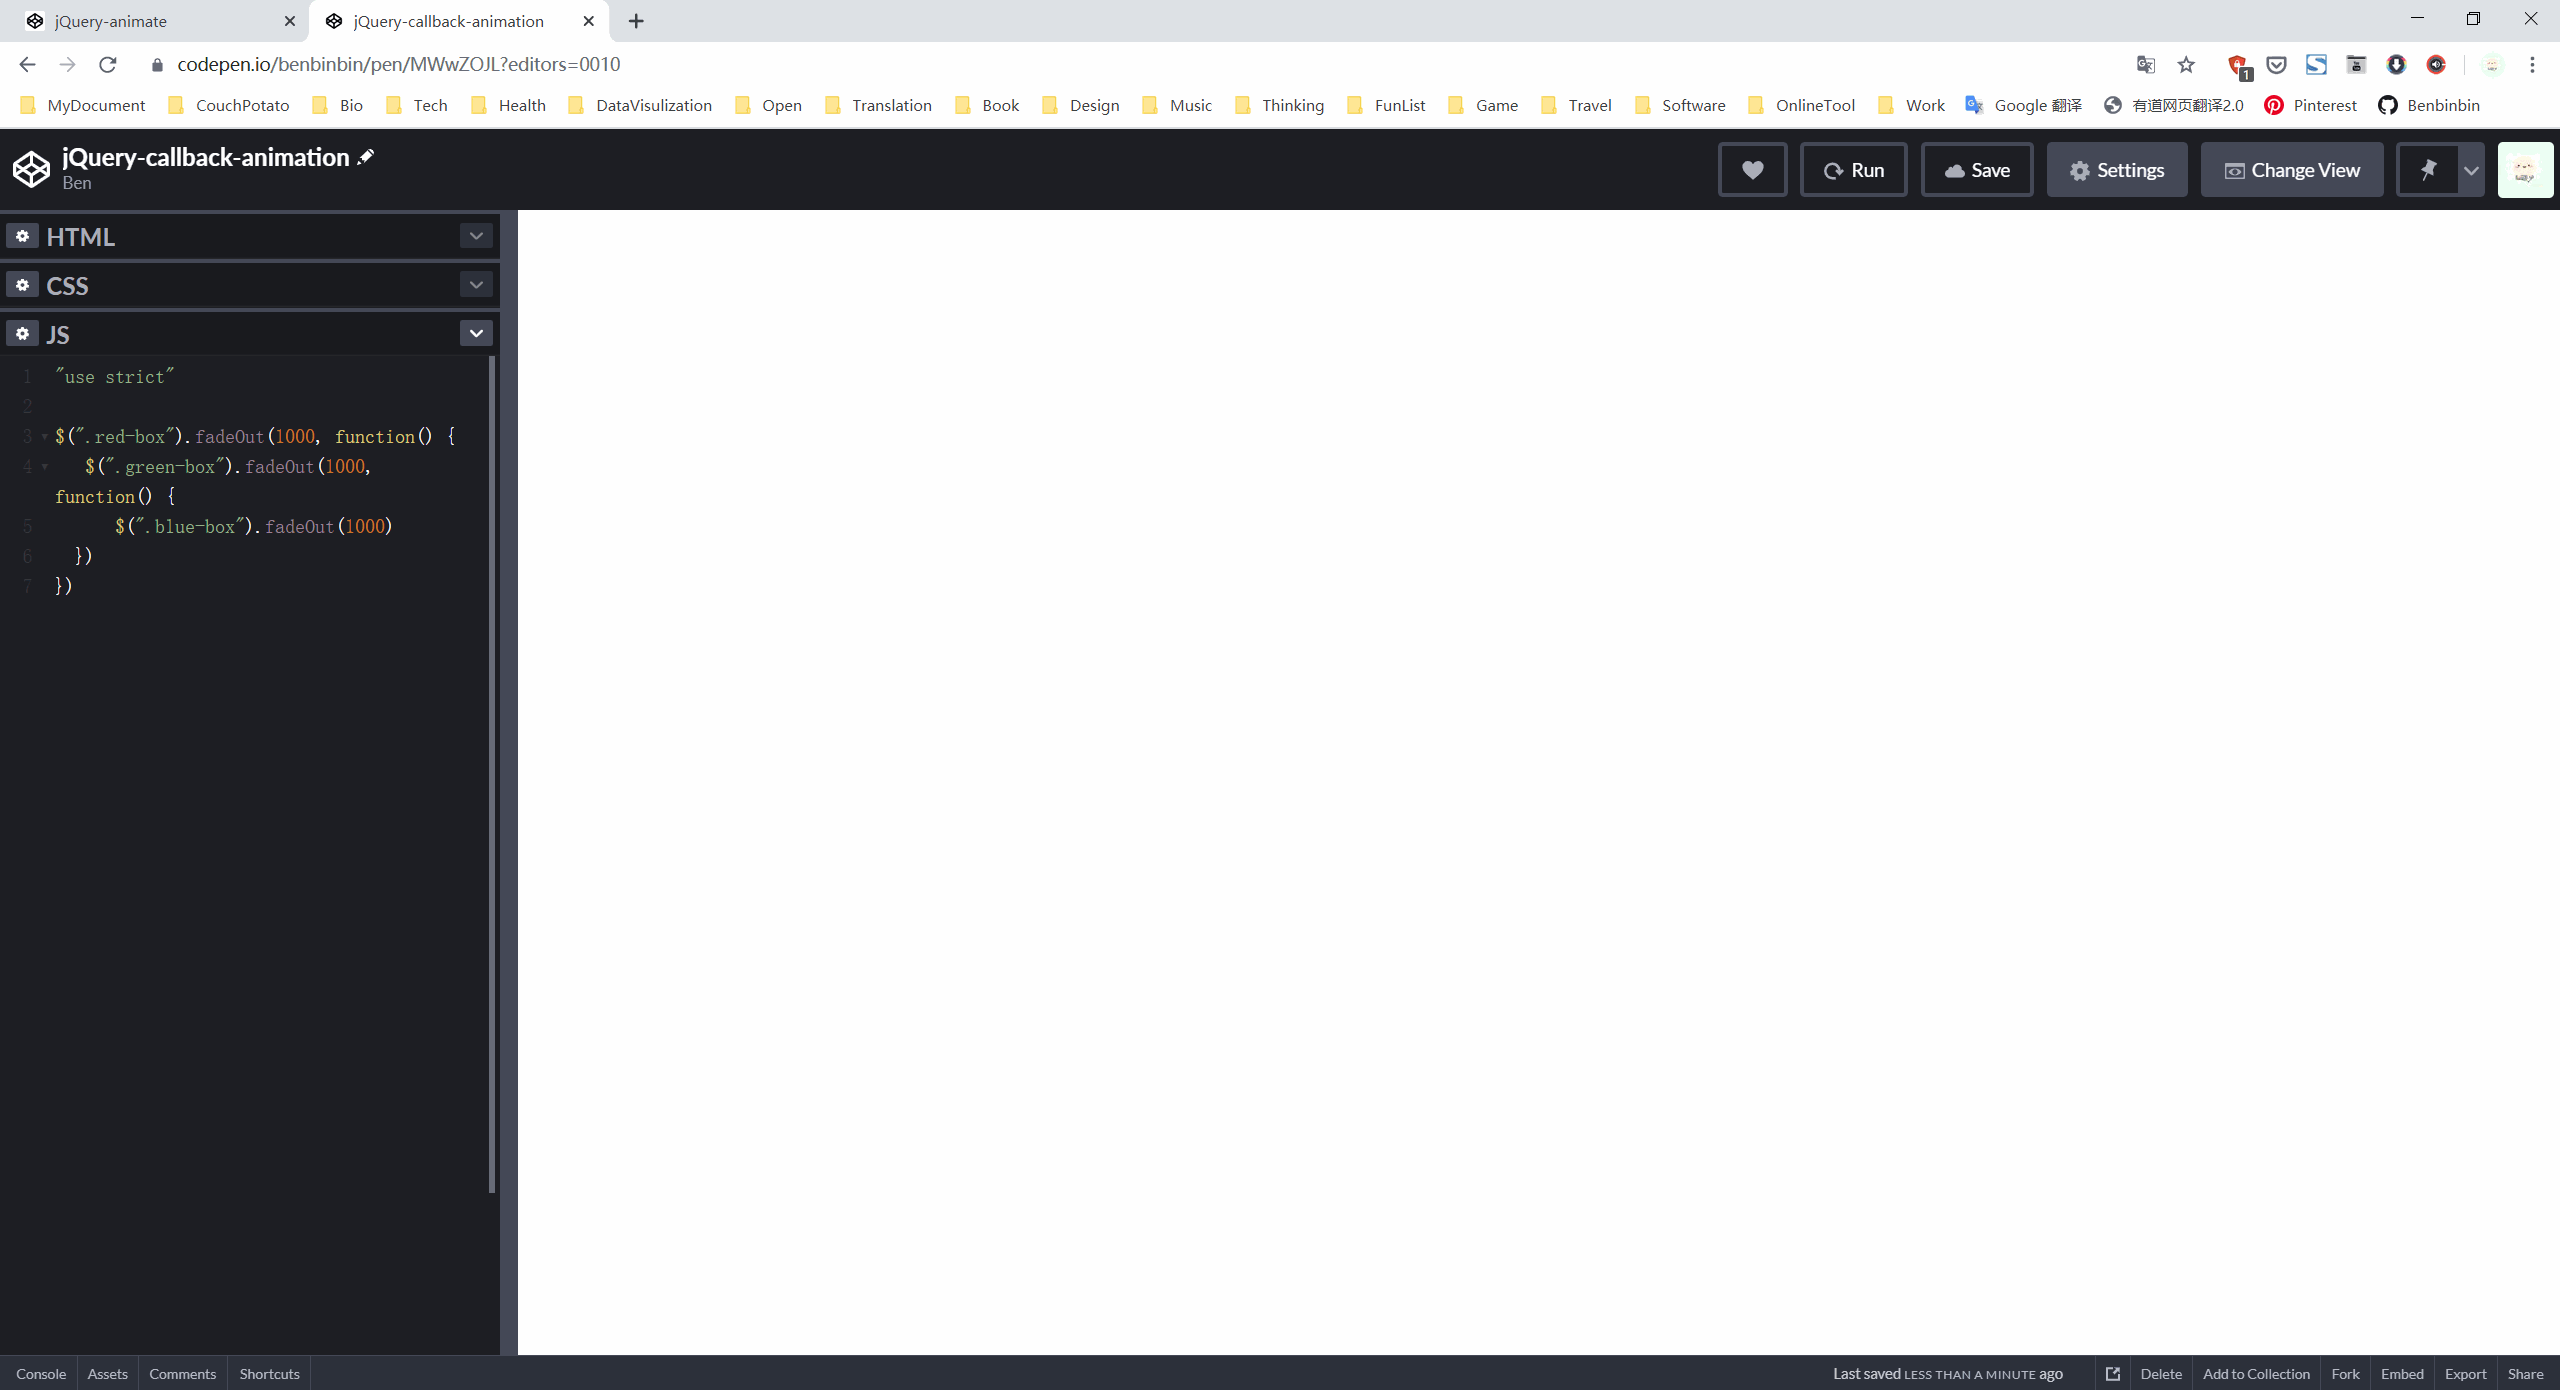 jQuery-animate
jQuery-callback-animation
codepen.io/benbinbin/pen/MWwZOJL?editors=0010
1
MyDocument CouchPotato Bio Tech Health DataVisulization Open Translation Book Design Music Thinking FunList Game Travel Software OnlineTool Work Google 翻译 有道网页翻译2.0 Pinterest Benbinbin
jQuery-callback-animation
Ben
Run Save Settings Change View
HTML
CSS
JS
1 "use strict"
2
3 $(".red-box").fadeOut(1000, function() {
4 $(".green-box").fadeOut(1000,
function() {
5 $(".blue-box").fadeOut(1000)
6 })
7 })
Console Assets Comments Shortcuts Last saved LESS THAN A MINUTE ago Delete Add to Collection Fork Embed Export Share